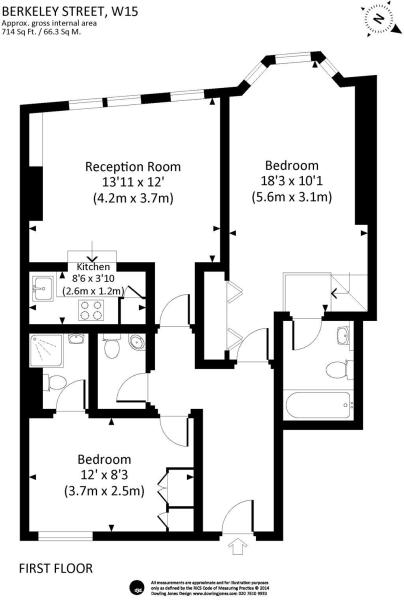 BERKELEY STREET, W15
Approx. gross internal area
714 Sq Ft. / 66.3 Sq M.
N
Reception Room
13'11 x 12'
(4.2m x 3.7m)
Bedroom
18'3 x 10'1
(5.6m x 3.1m)
Kitchen
8'6 x 3'10
(2.6m x 1.2m)
Bedroom
12' x 8'3
(3.7m x 2.5m)
FIRST FLOOR
All measurements are approximate and for illustration purposes
only as defined by the RICS Code of Measuring Practice © 2014
Dowling Jones Design www.dowlingjones.com 020 7610 9933